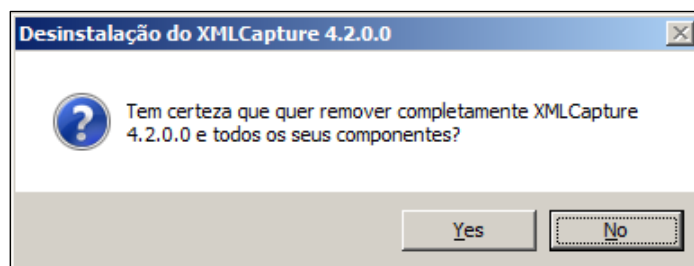 Desinstalação do XMLCapture 4.2.0.0
Tem certeza que quer remover completamente XMLCapture
4.2.0.0 e todos os seus componentes?
Yes
No